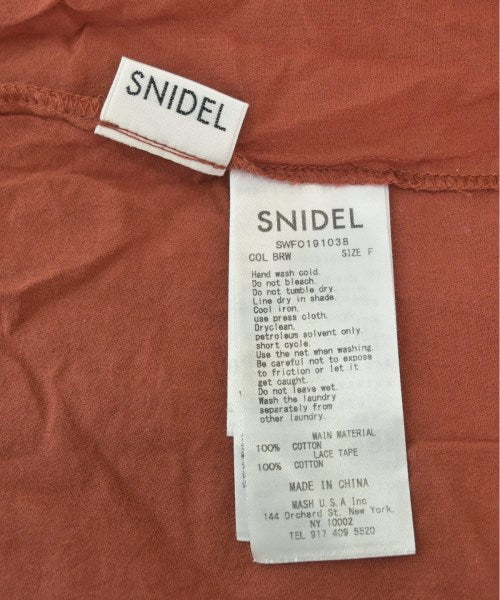 SNIDEL
SNIDEL
SWFO191038
COL BRW SIZE F
Hand wash cold.
Do not bleach.
Do not tumble dry.
Line dry in shade.
Cool iron,
use press cloth.
Dryclean,
petroleum solvent only.
short cycle.
Use the net when washing.
Be careful not to expose
to friction or let it
get caught.
Do not leave wet.
Wash the laundry
separately from
other laundry.
MAIN MATERIAL
100% COTTON
LACE TAPE
100% COTTON
MADE IN CHINA
MASH U.S.A Inc
144 Orchard St. New York,
NY 10002
TEL 917 409 5520